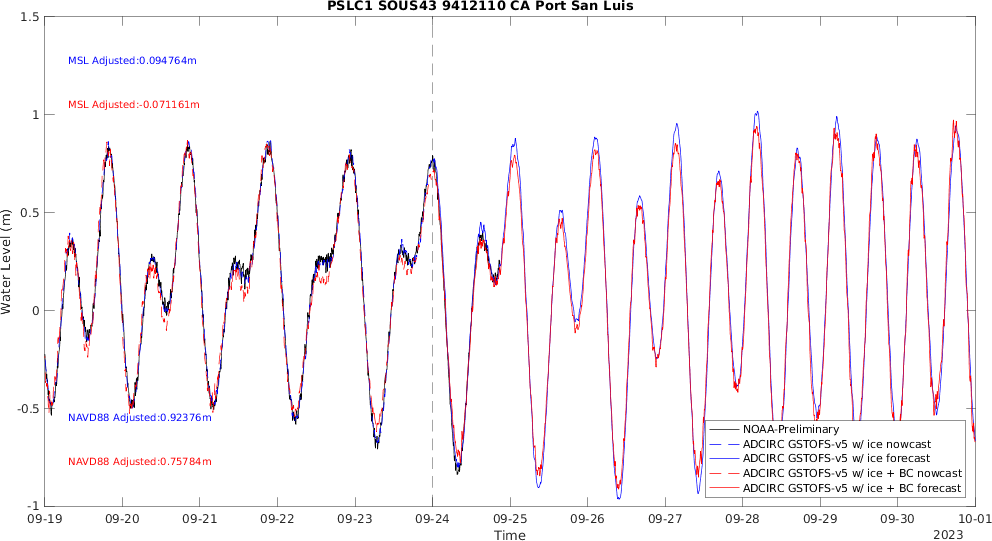 PSLC1 SOUS43 9412110 CA Port San Luis
1.5
MSL Adjusted:0.094764m
1
MSL Adjusted:-0.071161m
0.5
Water Level (m)
0
-0.5
NAVD88 Adjusted:0.92376m
NAVD88 Adjusted:0.75784m
NOAA-Preliminary
ADCIRC GSTOFS-v5 w/ ice nowcast
ADCIRC GSTOFS-v5 w/ ice forecast
ADCIRC GSTOFS-v5 w/ ice + BC nowcast
ADCIRC GSTOFS-v5 w/ ice + BC forecast
-1
09-19 09-20 09-21 09-22 09-23 09-24 09-25 09-26 09-27 09-28 09-29 09-30 10-01
Time
2023